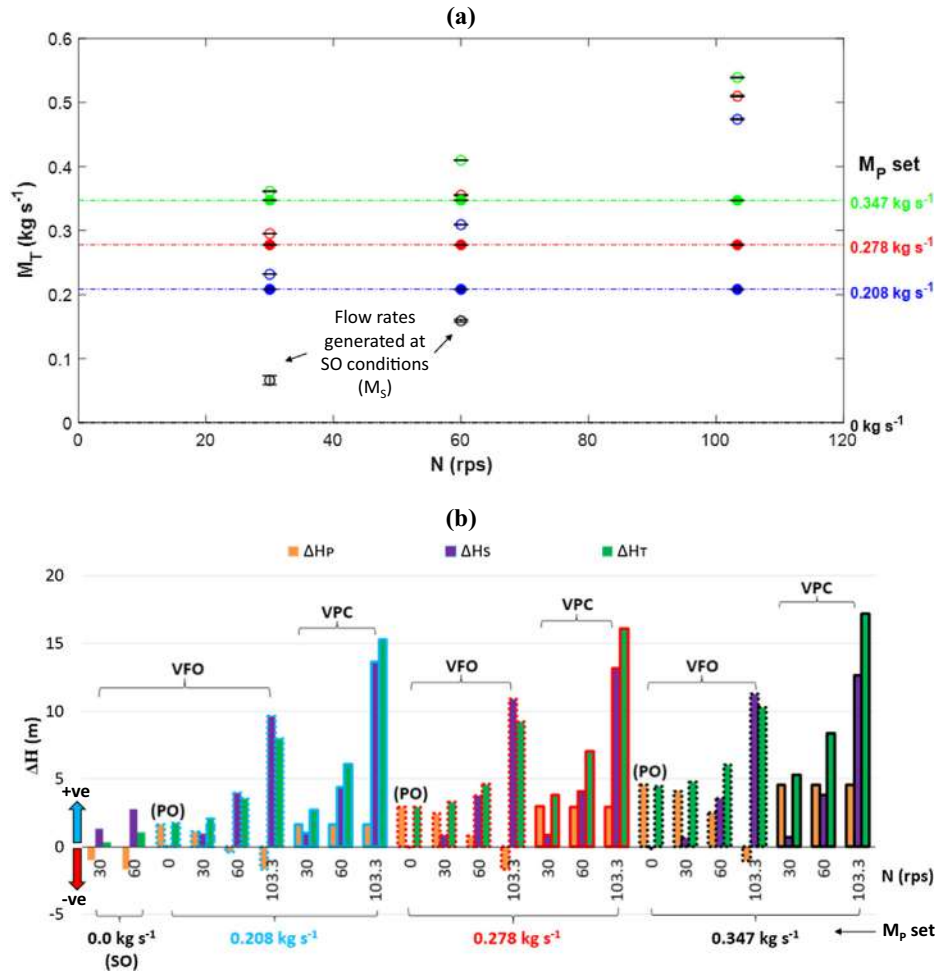 (a)
0.6
0.5
0.4
0.3
0.2
0.1
0
M_T (kg s⁻¹)
M_P set
0.347 kg s⁻¹
0.278 kg s⁻¹
0.208 kg s⁻¹
0 kg s⁻¹
Flow rates
generated at
SO conditions
(M_S)
0 20 40 60 80 100 120
N (rps)
(b)
ΔH_P ΔH_S ΔH_T
20
15
10
5
0
-5
ΔH (m)
+ve
-ve
VFO
VPC
VFO
VPC
VFO
VPC
(PO)
(PO)
(PO)
30 60 0 30 60 103.3 30 60 103.3 0 30 60 103.3 30 60 103.3 0 30 60 103.3 30 60 103.3
N (rps)
0.0 kg s⁻¹ 0.208 kg s⁻¹ 0.278 kg s⁻¹ 0.347 kg s⁻¹ M_P set
(SO)